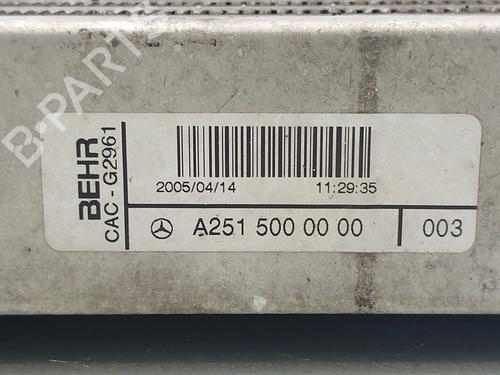 BEHR
CAC - G2961
2005/04/14 11:29:35
A251 500 00 00 003
B-PARTS